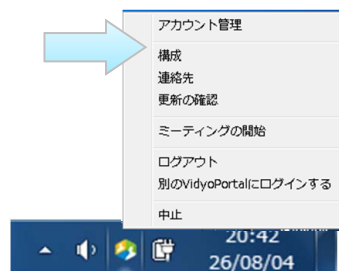 アカウント管理
構成
連絡先
更新の確認
ミーティングの開始
ログアウト
別のVidyoPortalにログインする
中止
20:42
26/08/04